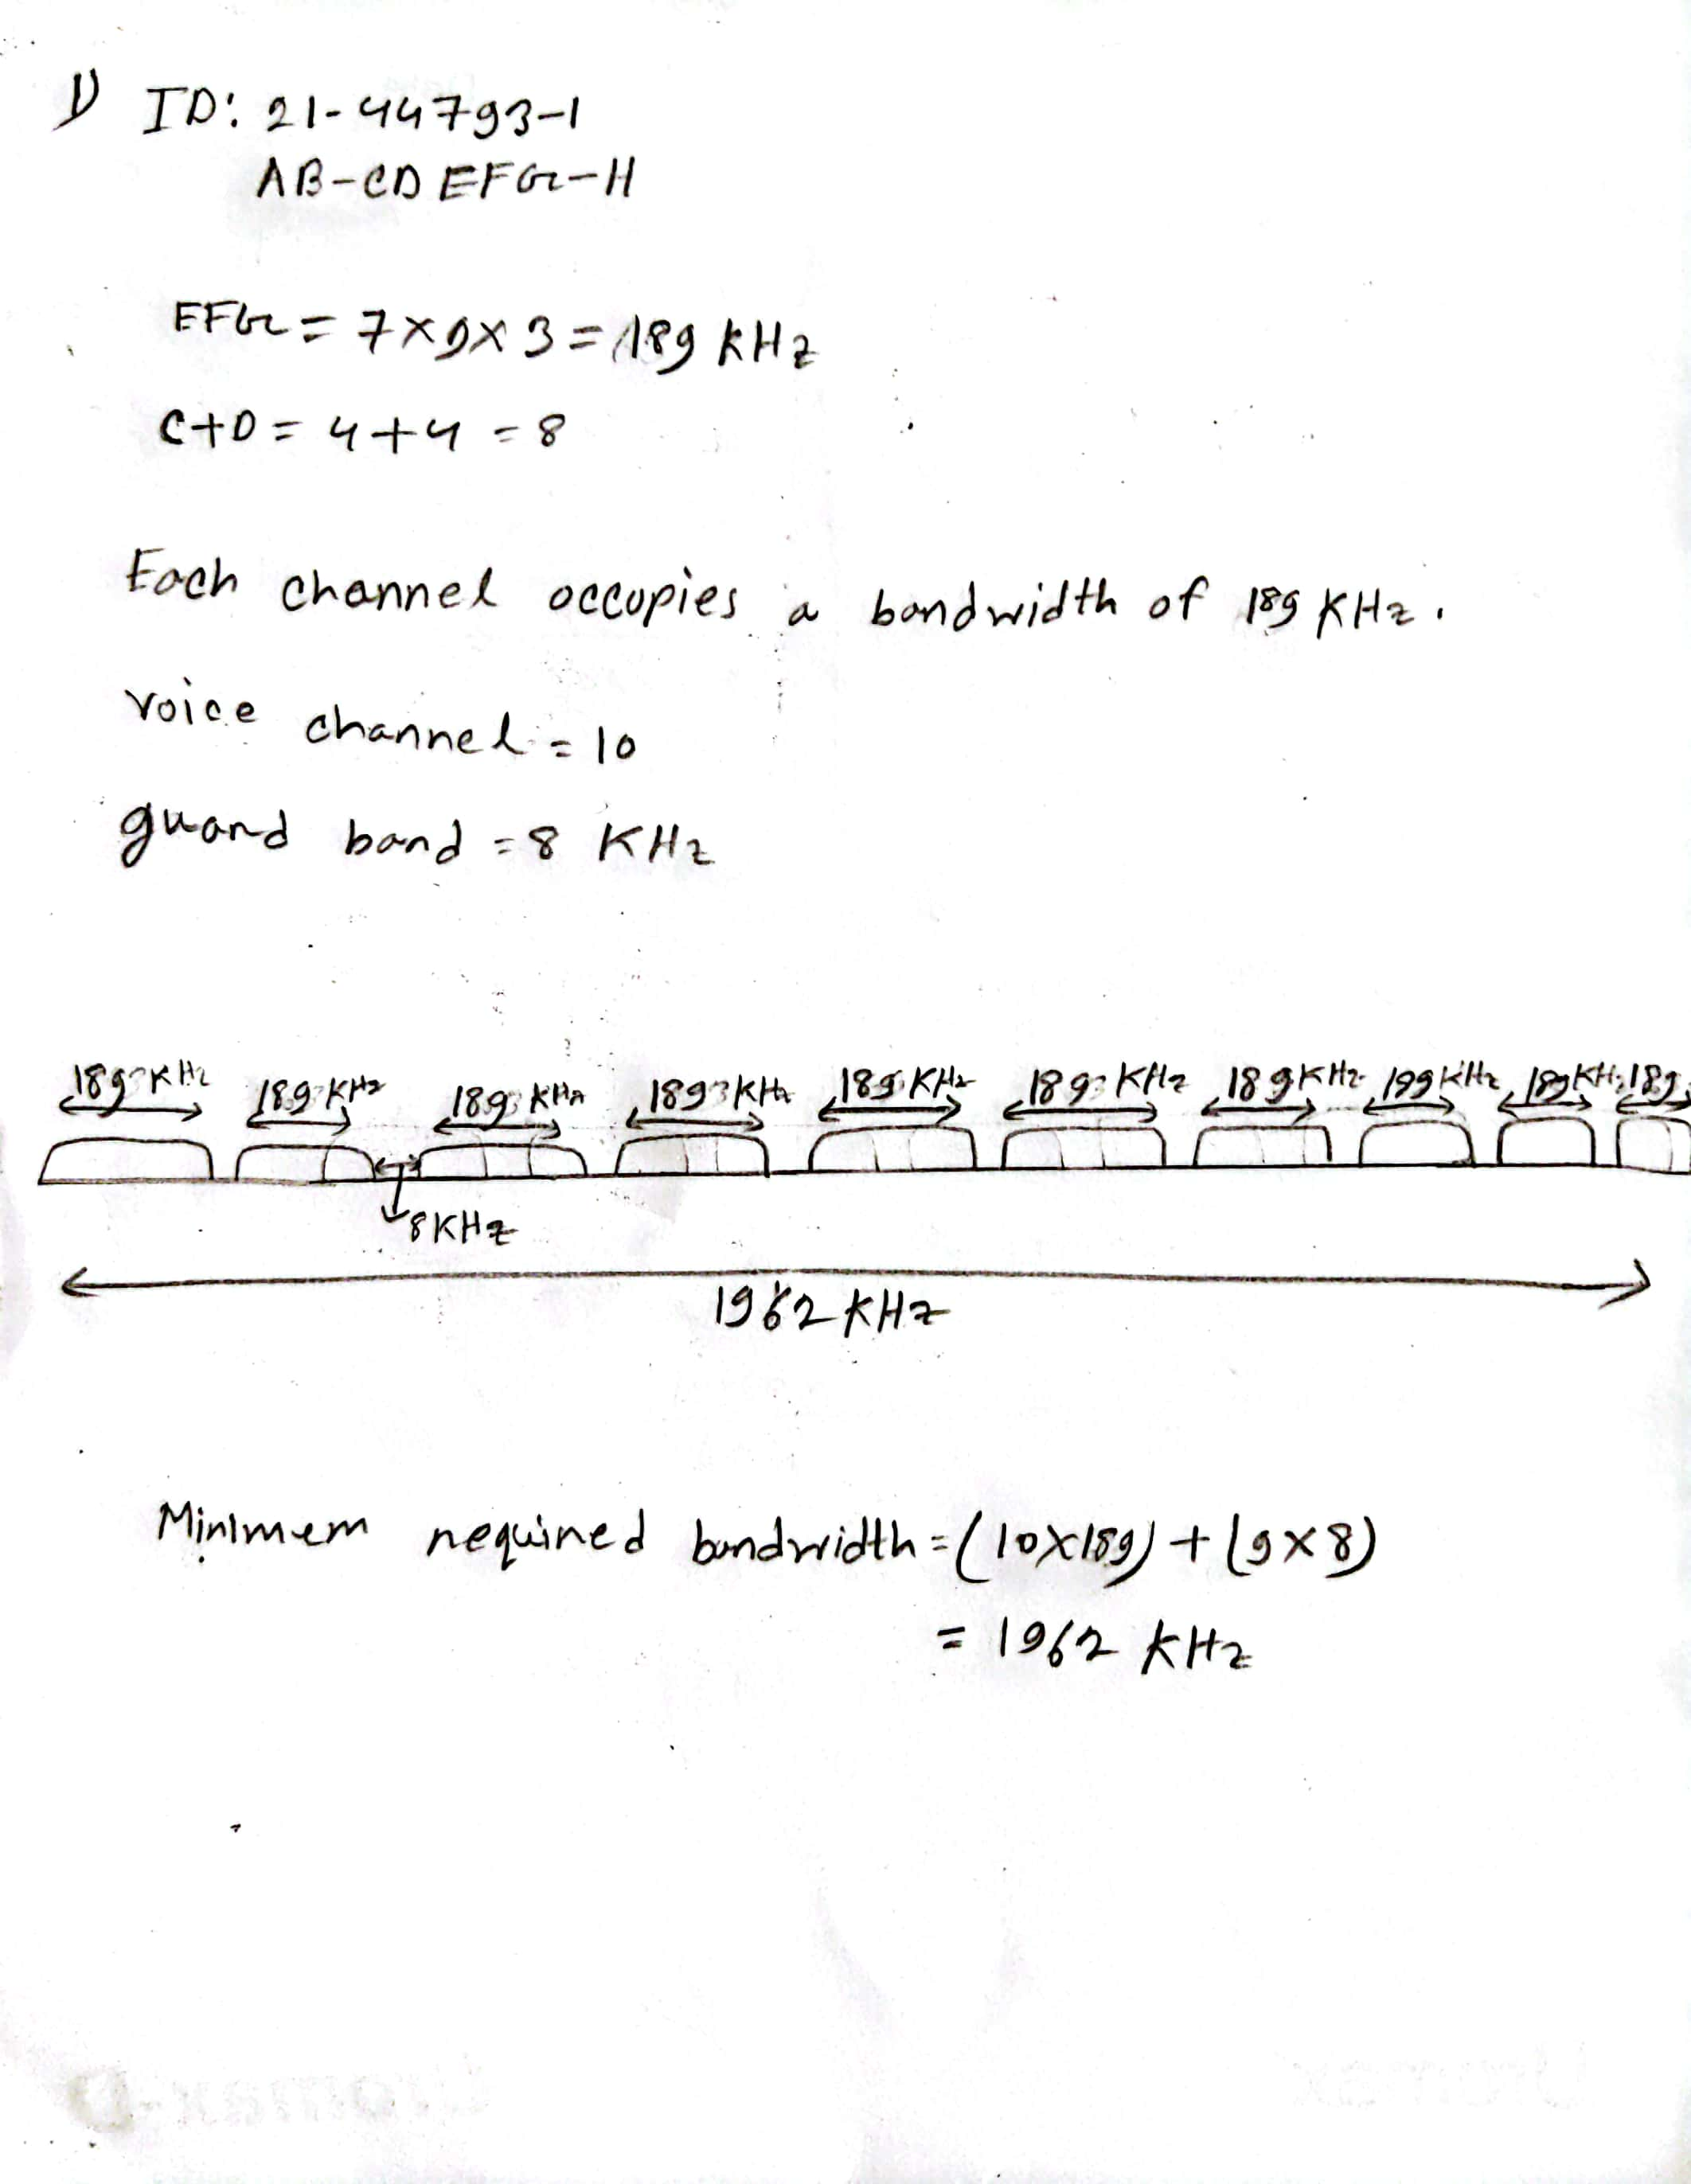 1) ID: 21-44793-1
AB-CDEFG-H
EFG = 7×9×3 = 189 KHz
C+D = 4+4 = 8
Each channel occupies a bandwidth of 189 KHz.
voice channel = 10
guard band = 8 KHz
189 KHz 189 KHz 189 KHz 189 KHz 189 KHz 189 KHz 189 KHz 199 KHz 189 KHz 189
8 KHz
1962 KHz
Minimem required bandwidth = (10×189) + (9×8)
= 1962 KHz